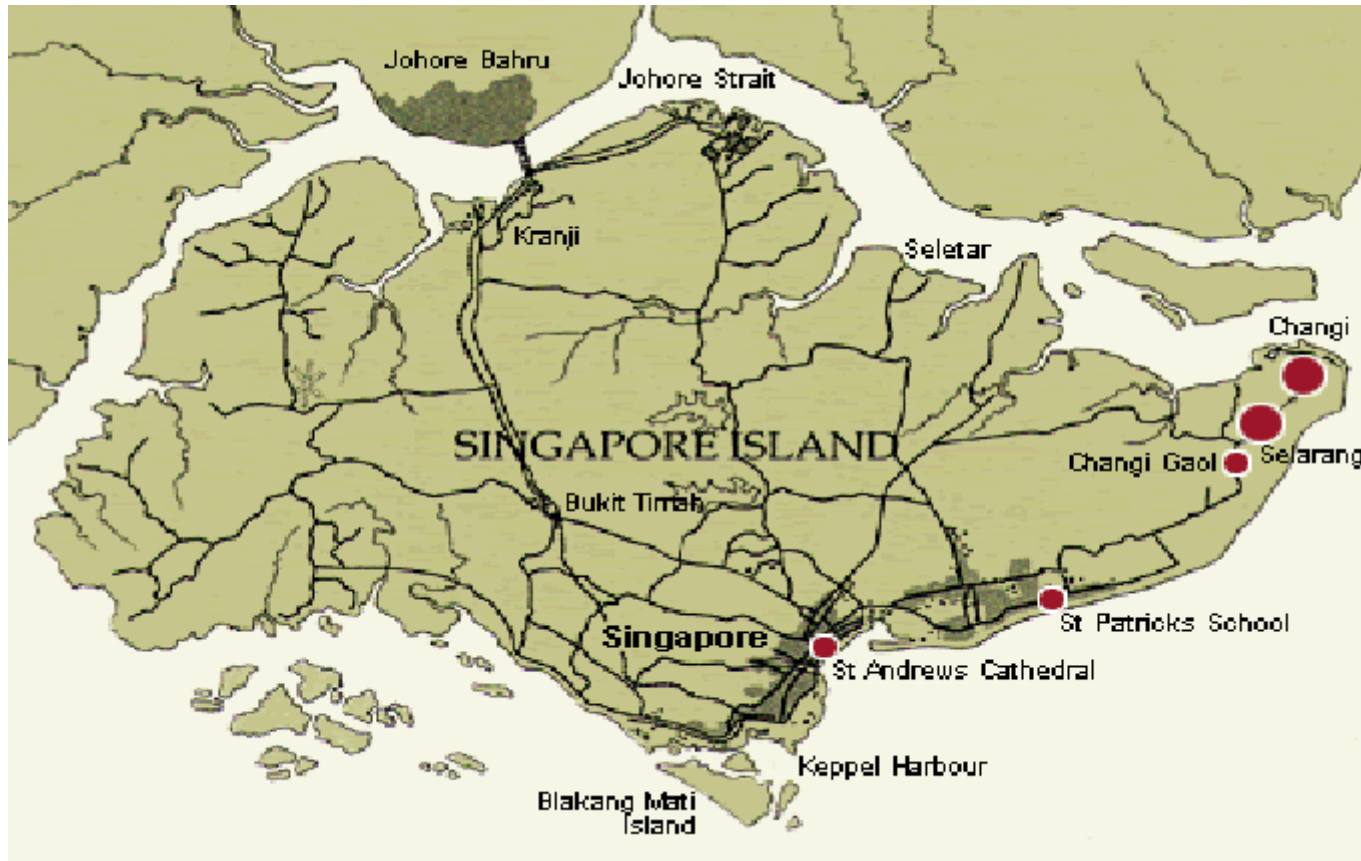 Johore Bahru
Johore Strait
Kranji
Seletar
Changi
SINGAPORE ISLAND
Changi Gaol
Selarang
Bukit Timah
St Patricks School
Singapore
St Andrews Cathedral
Keppel Harbour
Blakang Mati
Island